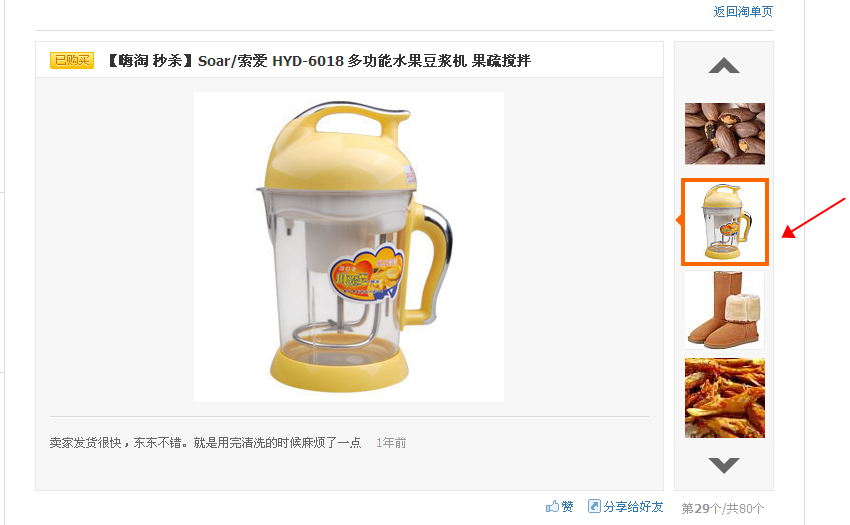 返回淘单页
已购买 【嗨淘 秒杀】Soar/索爱 HYD-6018 多功能水果豆浆机 果疏搅拌
卖家发货很快，东东不错。就是用完清洗的时候麻烦了一点 1年前
赞 分享给好友 第29个/共80个